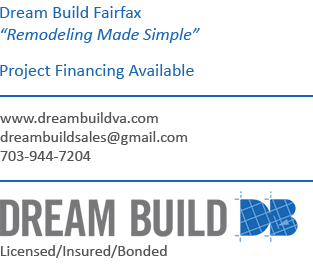 Dream Build Fairfax
“Remodeling Made Simple”
Project Financing Available
www.dreambuildva.com
dreambuildsales@gmail.com
703-944-7204
DREAM BUILD DB
Licensed/Insured/Bonded